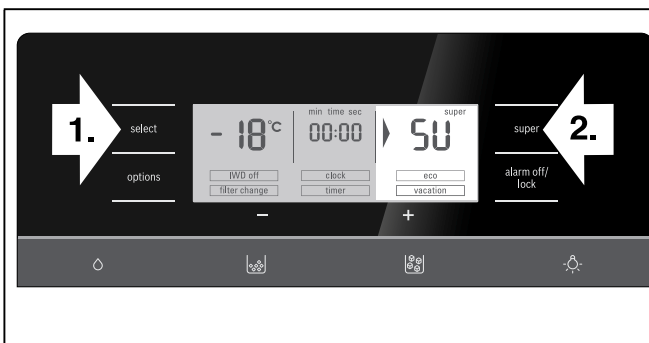 min time sec
super
1.
select
- 18°C
00:00
SU
super
2.
options
IWD off
clock
eco
alarm off/
lock
filter change
timer
vacation
-
+